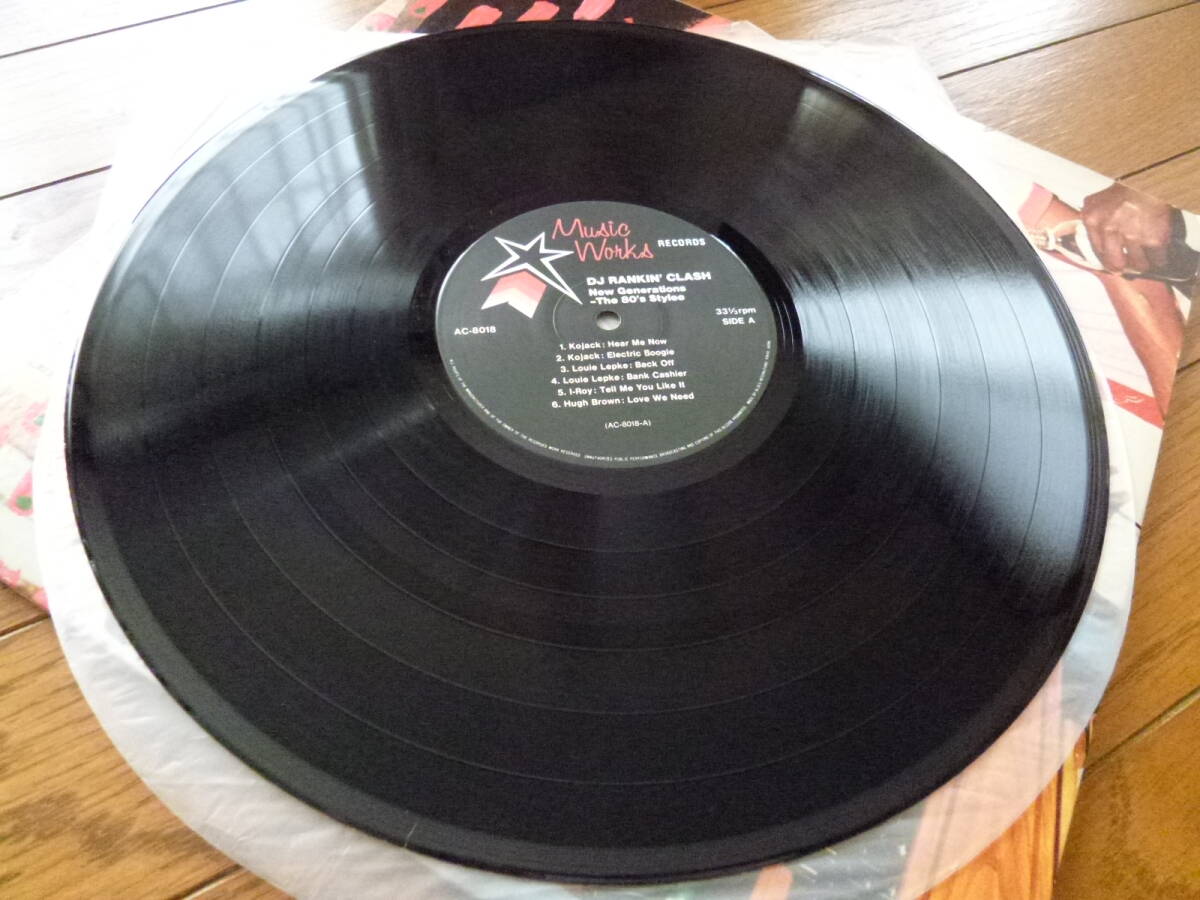 Music
Works RECORDS
DJ RANKIN' CLASH
New Generations
-The 80's Stylee
AC-8018
33⅓rpm
SIDE A
1. Kojack: Hear Me Now
2. Kojack: Electric Boogie
3. Louie Lepke: Back Off
4. Louie Lepke: Bank Cashier
5. I-Roy: Tell Me You Like It
6. Hugh Brown: Love We Need
(AC-8018-A)